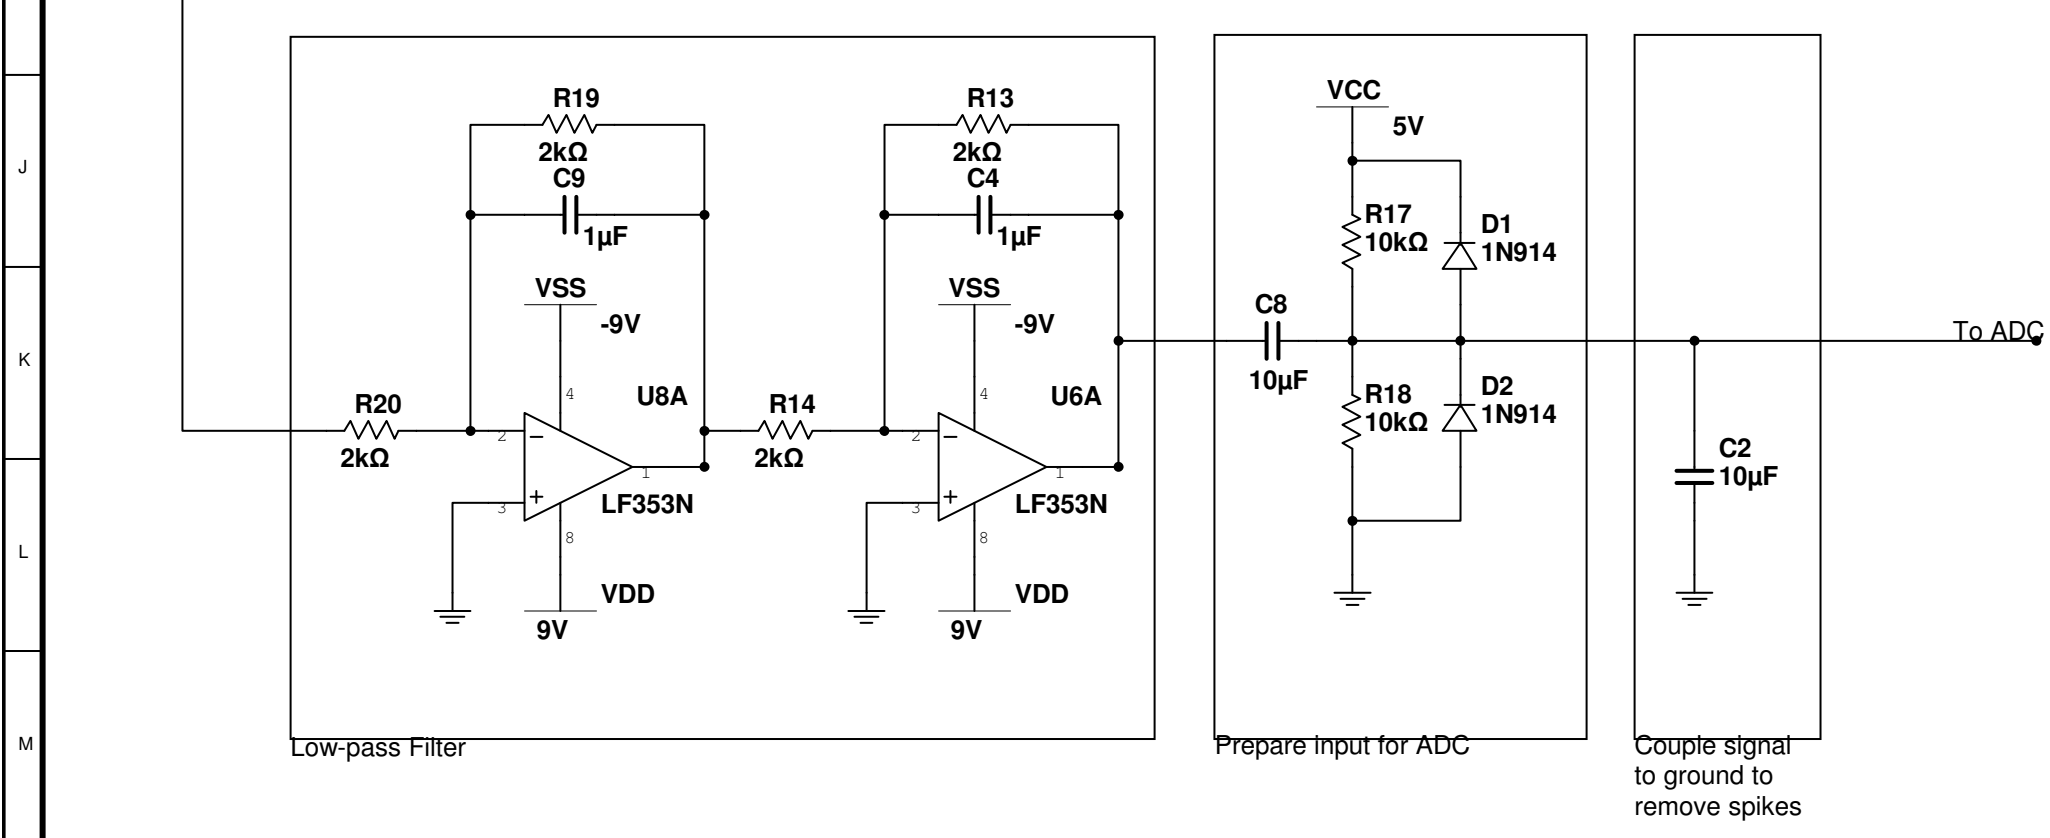 J
K
L
M
R19
2kΩ
C9
1µF
VSS
-9V
4
U8A
R20
2kΩ
2
3
1
LF353N
8
VDD
9V
R13
2kΩ
C4
1µF
VSS
-9V
4
U6A
R14
2kΩ
2
3
1
LF353N
8
VDD
9V
Low-pass Filter
VCC
5V
R17
10kΩ
D1
1N914
C8
10µF
R18
10kΩ
D2
1N914
Prepare input for ADC
C2
10µF
Couple signal
to ground to
remove spikes
To ADC